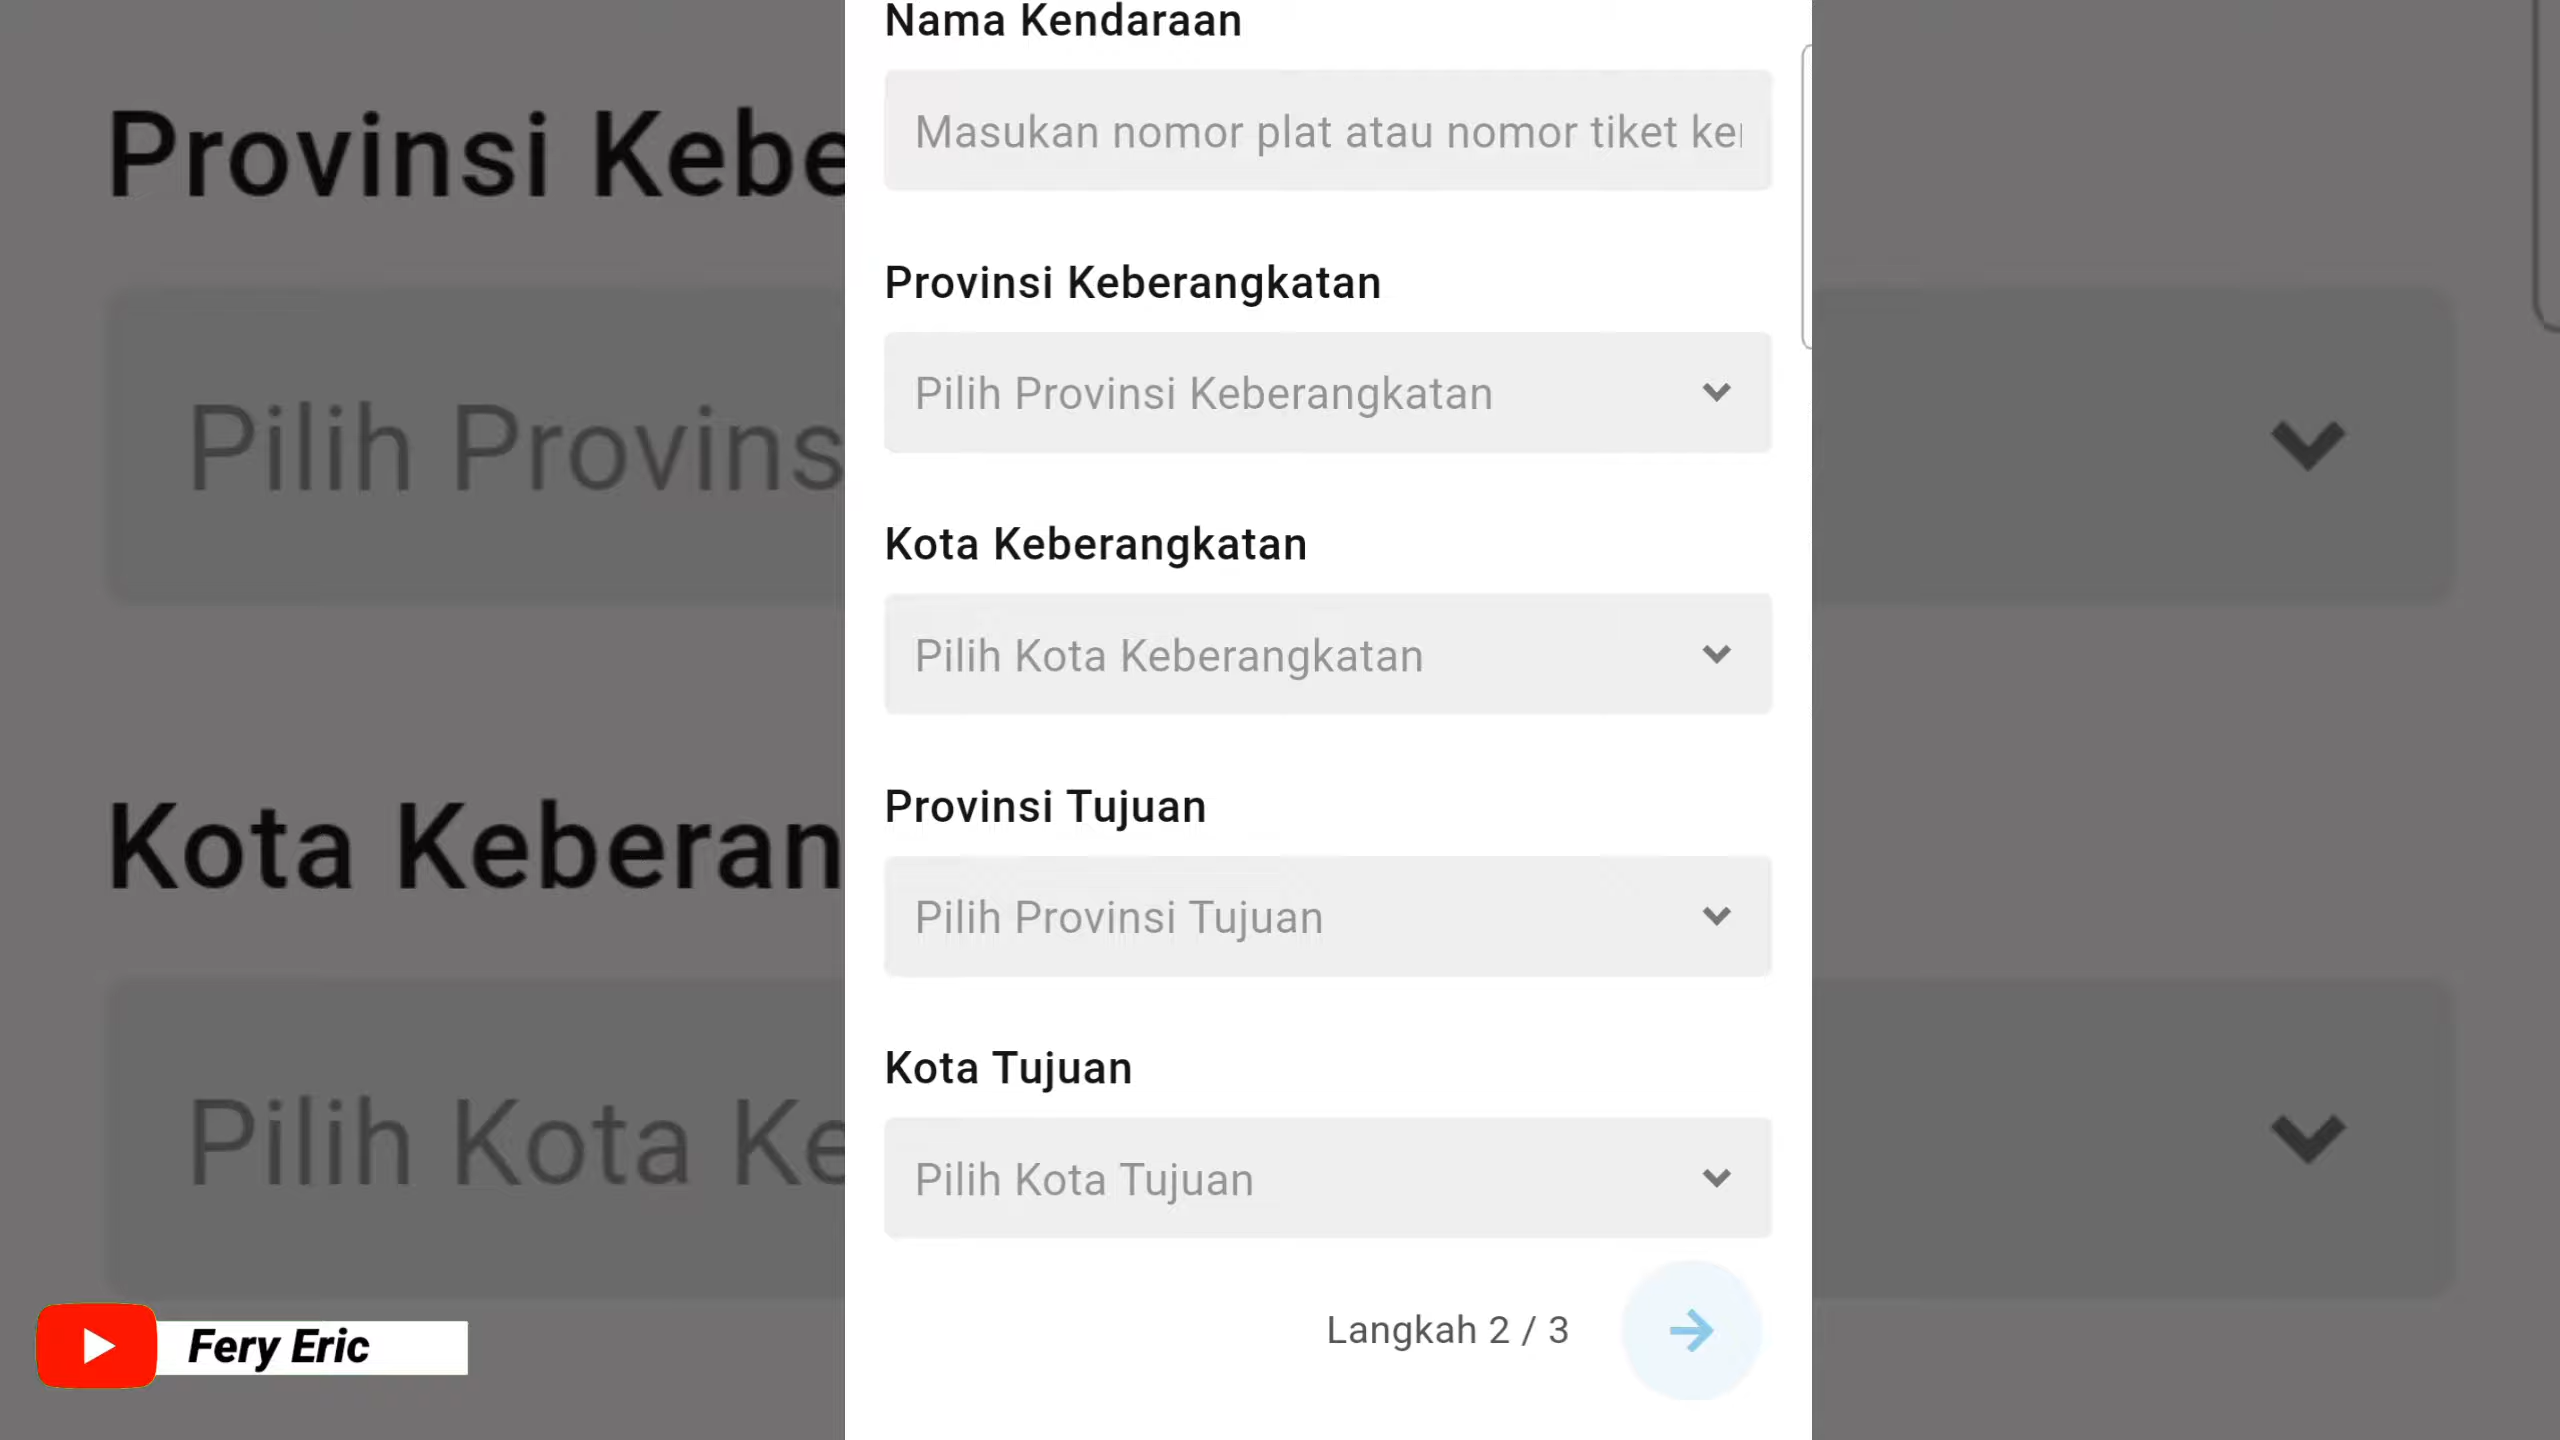 Nama Kendaraan
Masukan nomor plat atau nomor tiket ke
Provinsi Keberangkatan
Pilih Provinsi Keberangkatan
Kota Keberangkatan
Pilih Kota Keberangkatan
Provinsi Tujuan
Pilih Provinsi Tujuan
Kota Tujuan
Pilih Kota Tujuan
Langkah 2 / 3
Provinsi Kebe
Pilih Provins
Kota Keberan
Pilih Kota Ke
Fery Eric